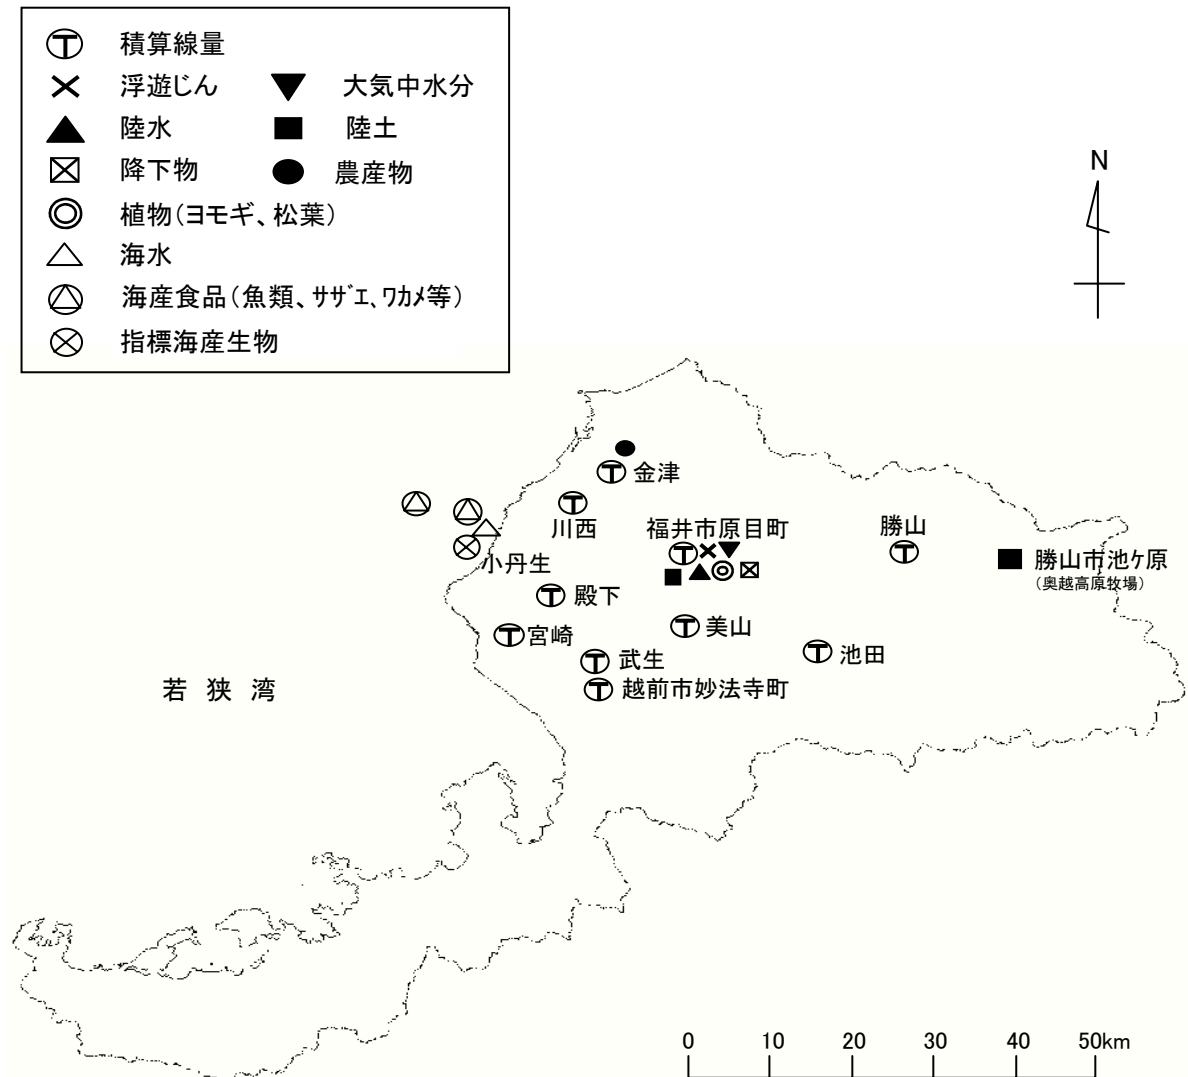 積算線量
浮遊じん 大気中水分
陸水 陸土
降下物 農産物
植物(ヨモギ、松葉)
海水
海産食品(魚類、ｻｻﾞｴ、ﾜｶﾒ等)
指標海産生物
N
金津
川西
福井市原目町
勝山
小丹生
勝山市池ケ原
(奥越高原牧場)
殿下
宮崎
美山
武生
池田
越前市妙法寺町
若狭湾
0 10 20 30 40 50km